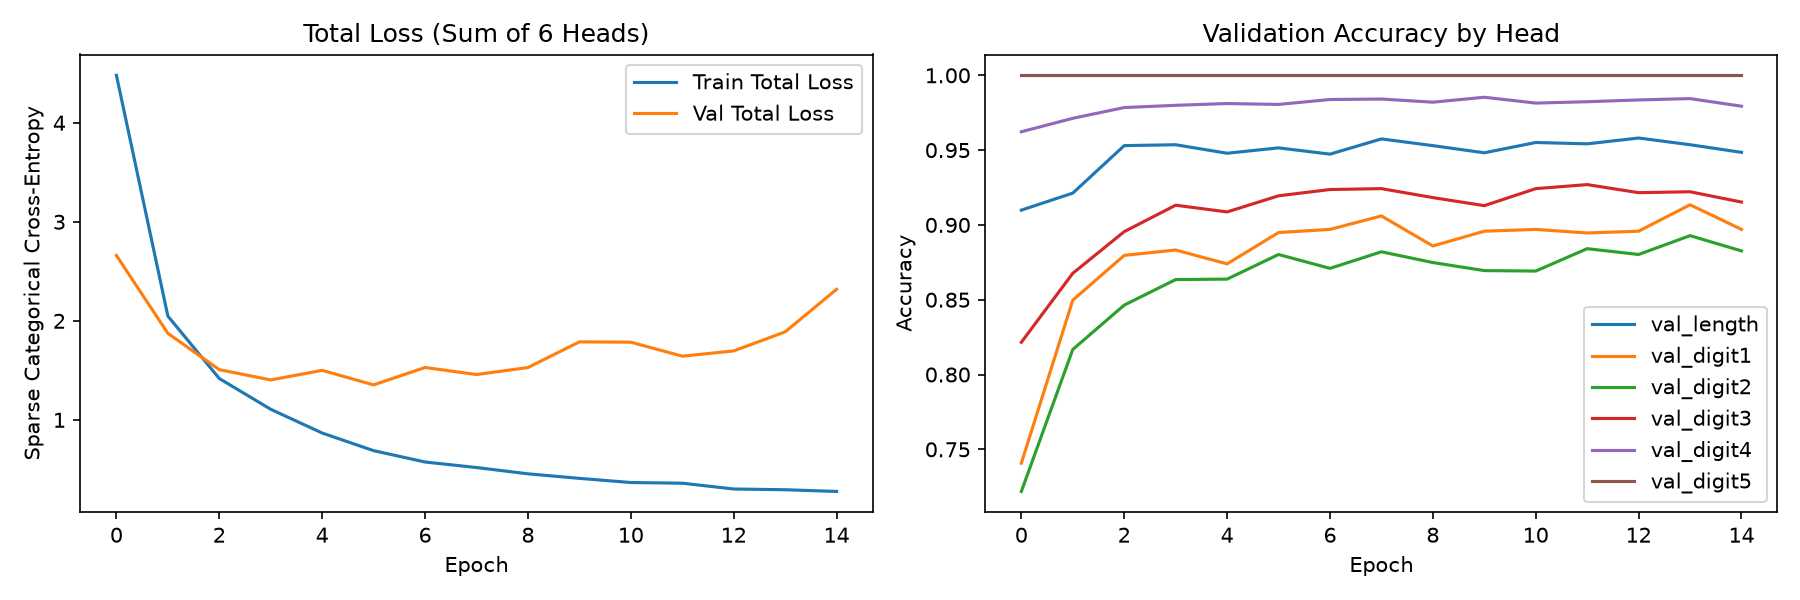 Total Loss (Sum of 6 Heads)
Sparse Categorical Cross-Entropy
4
3
2
1
Train Total Loss
Val Total Loss
0 2 4 6 8 10 12 14
Epoch
Validation Accuracy by Head
Accuracy
1.00
0.95
0.90
0.85
0.80
0.75
val_length
val_digit1
val_digit2
val_digit3
val_digit4
val_digit5
0 2 4 6 8 10 12 14
Epoch